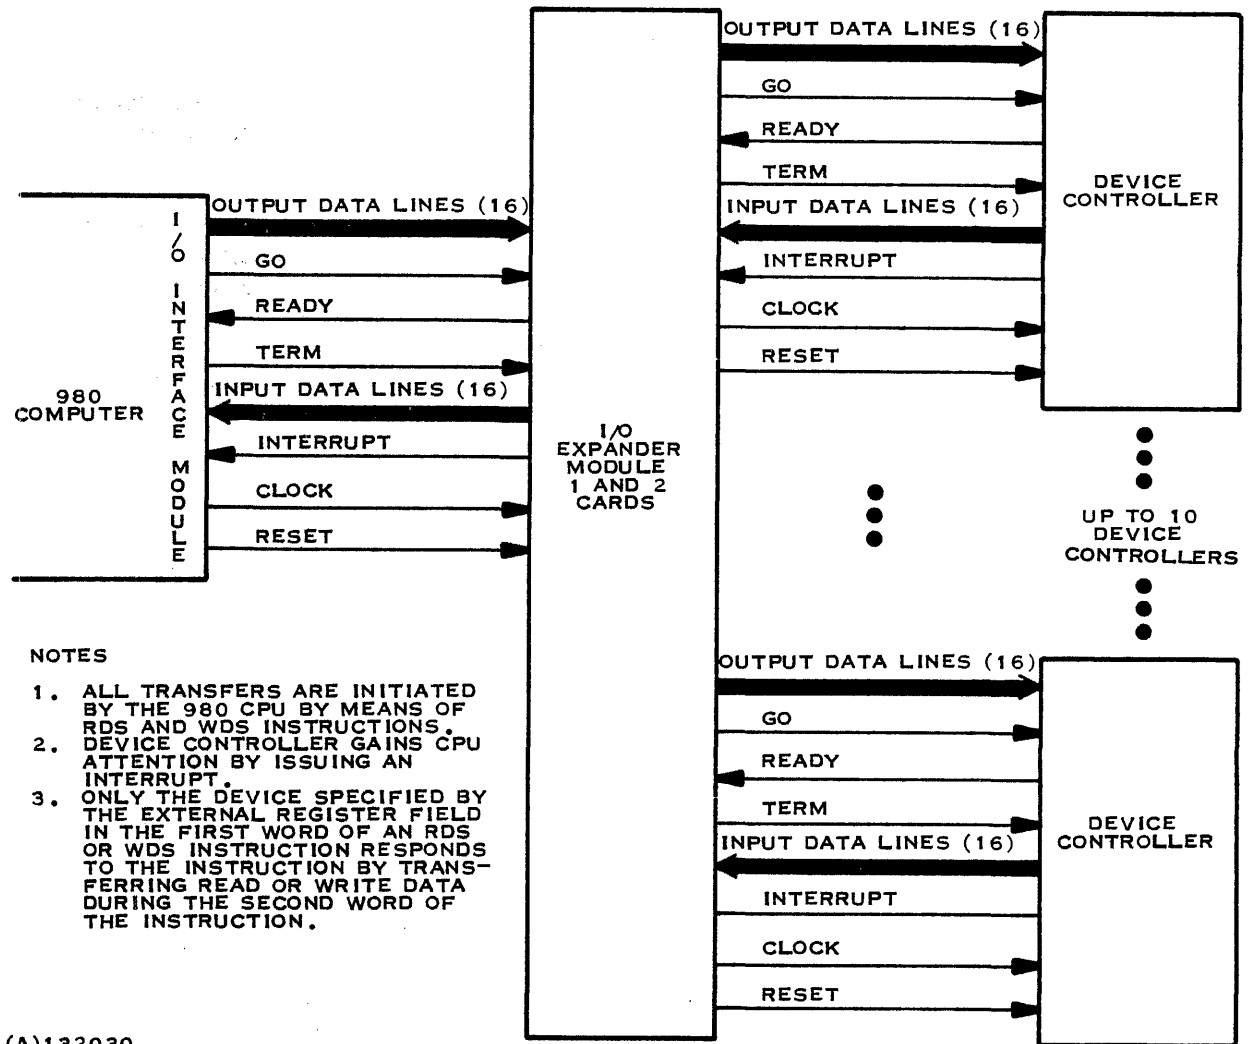 980
COMPUTER
I/O INTERFACE MODULE
OUTPUT DATA LINES (16)
GO
READY
TERM
INPUT DATA LINES (16)
INTERRUPT
CLOCK
RESET
I/O
EXPANDER
MODULE
1 AND 2
CARDS
OUTPUT DATA LINES (16)
GO
READY
TERM
INPUT DATA LINES (16)
INTERRUPT
CLOCK
RESET
DEVICE
CONTROLLER
UP TO 10
DEVICE
CONTROLLERS
OUTPUT DATA LINES (16)
GO
READY
TERM
INPUT DATA LINES (16)
INTERRUPT
CLOCK
RESET
DEVICE
CONTROLLER
NOTES
1. ALL TRANSFERS ARE INITIATED
BY THE 980 CPU BY MEANS OF
RDS AND WDS INSTRUCTIONS.
2. DEVICE CONTROLLER GAINS CPU
ATTENTION BY ISSUING AN
INTERRUPT.
3. ONLY THE DEVICE SPECIFIED BY
THE EXTERNAL REGISTER FIELD
IN THE FIRST WORD OF AN RDS
OR WDS INSTRUCTION RESPONDS
TO THE INSTRUCTION BY TRANS-
FERRING READ OR WRITE DATA
DURING THE SECOND WORD OF
THE INSTRUCTION.
(A)132030